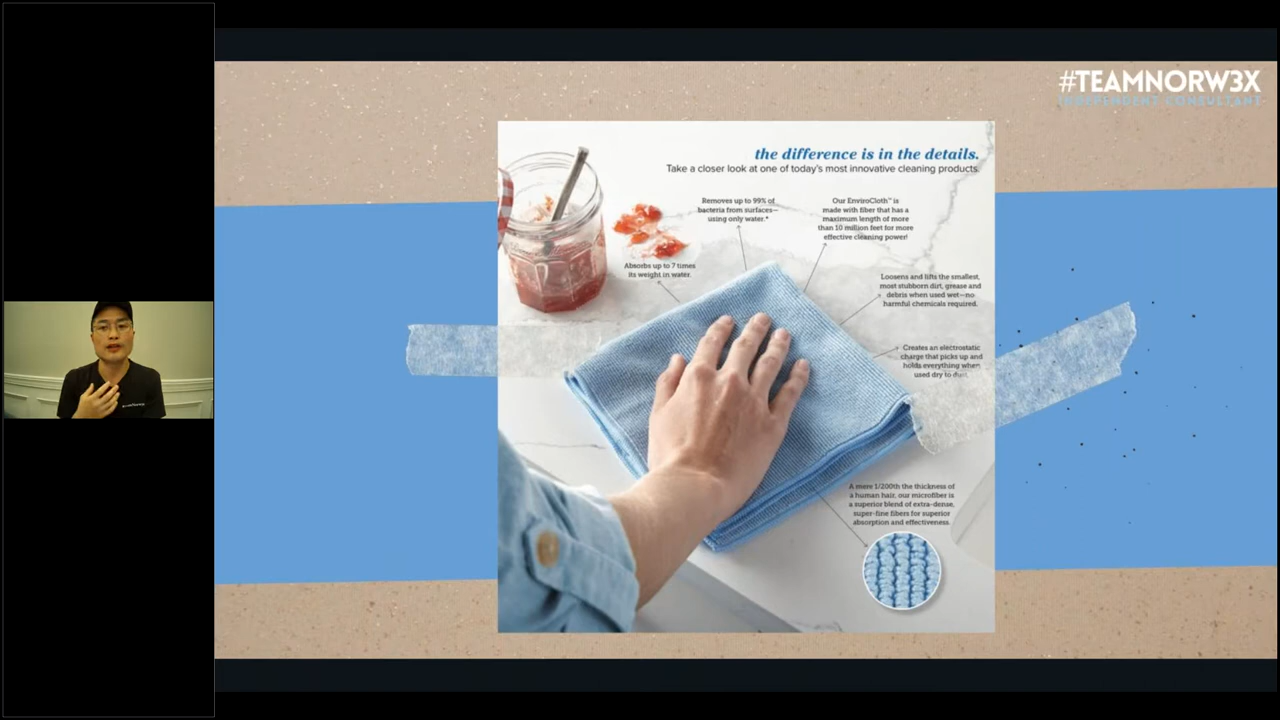 #TEAMNORW3X
INDEPENDENT CONSULTANT
the difference is in the details.
Take a closer look at one of today's most innovative cleaning products.
Removes up to 99% of
bacteria from surfaces—
using only water.*
Our EnviroCloth™ is
made with fiber that has a
maximum length of more
than 10 million feet for more
effective cleaning power!
Absorbs up to 7 times
its weight in water.
Loosens and lifts the smallest,
most stubborn dirt, grease and
debris when used wet—no
harmful chemicals required.
Creates an electrostatic
charge that picks up and
holds everything when
used dry to dust.
A mere 1/200th the thickness of
a human hair, our microfiber is
a superior blend of extra-dense,
super-fine fibers for superior
absorption and effectiveness.